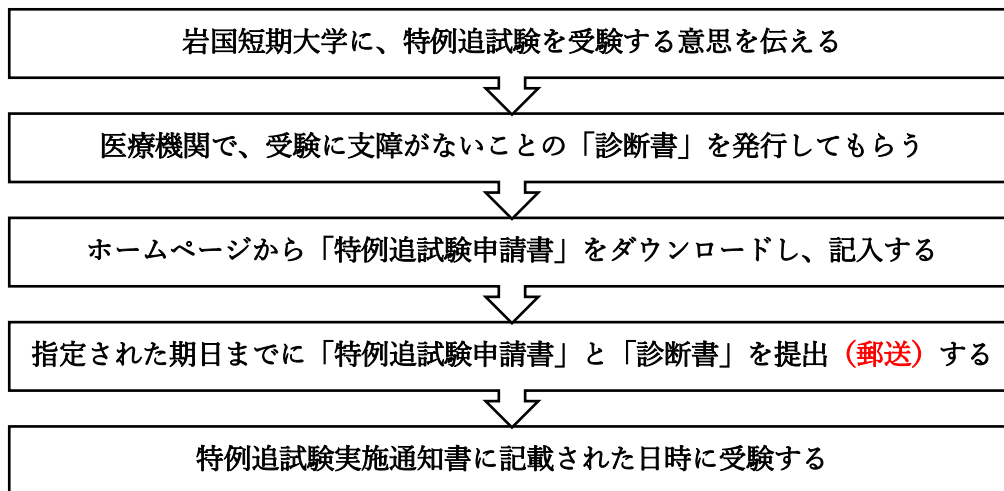 岩国短期大学に、特例追試験を受験する意思を伝える
医療機関で、受験に支障がないことの「診断書」を発行してもらう
ホームページから「特例追試験申請書」をダウンロードし、記入する
指定された期日までに「特例追試験申請書」と「診断書」を提出（郵送）する
特例追試験実施通知書に記載された日時に受験する